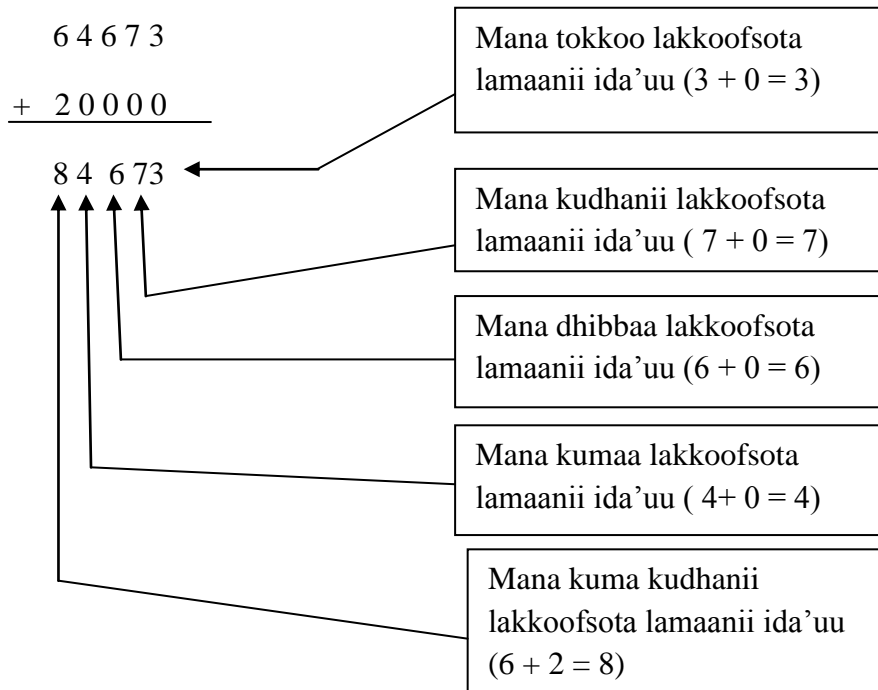 6 4 6 7 3
+ 2 0 0 0 0
8 4 6 73
Mana tokkoo lakkoofsota
lamaanii ida’uu (3 + 0 = 3)
Mana kudhanii lakkoofsota
lamaanii ida’uu ( 7 + 0 = 7)
Mana dhibbaa lakkoofsota
lamaanii ida’uu (6 + 0 = 6)
Mana kumaa lakkoofsota
lamaanii ida’uu ( 4+ 0 = 4)
Mana kuma kudhanii
lakkoofsota lamaanii ida’uu
(6 + 2 = 8)